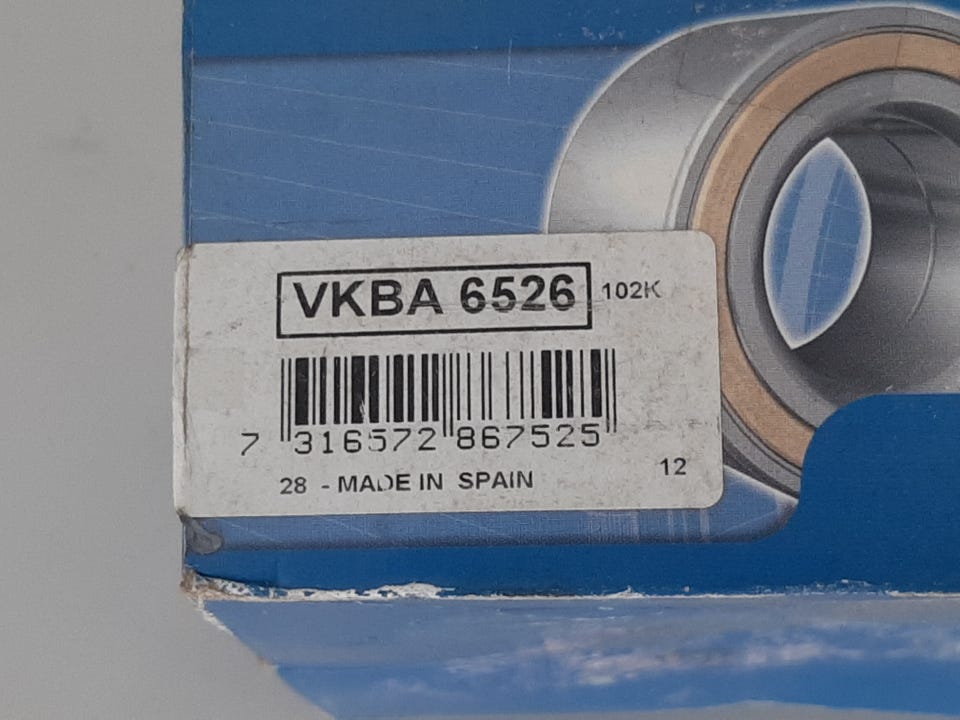 VKBA 6526 102K
7 316572 867525
28 - MADE IN SPAIN 12